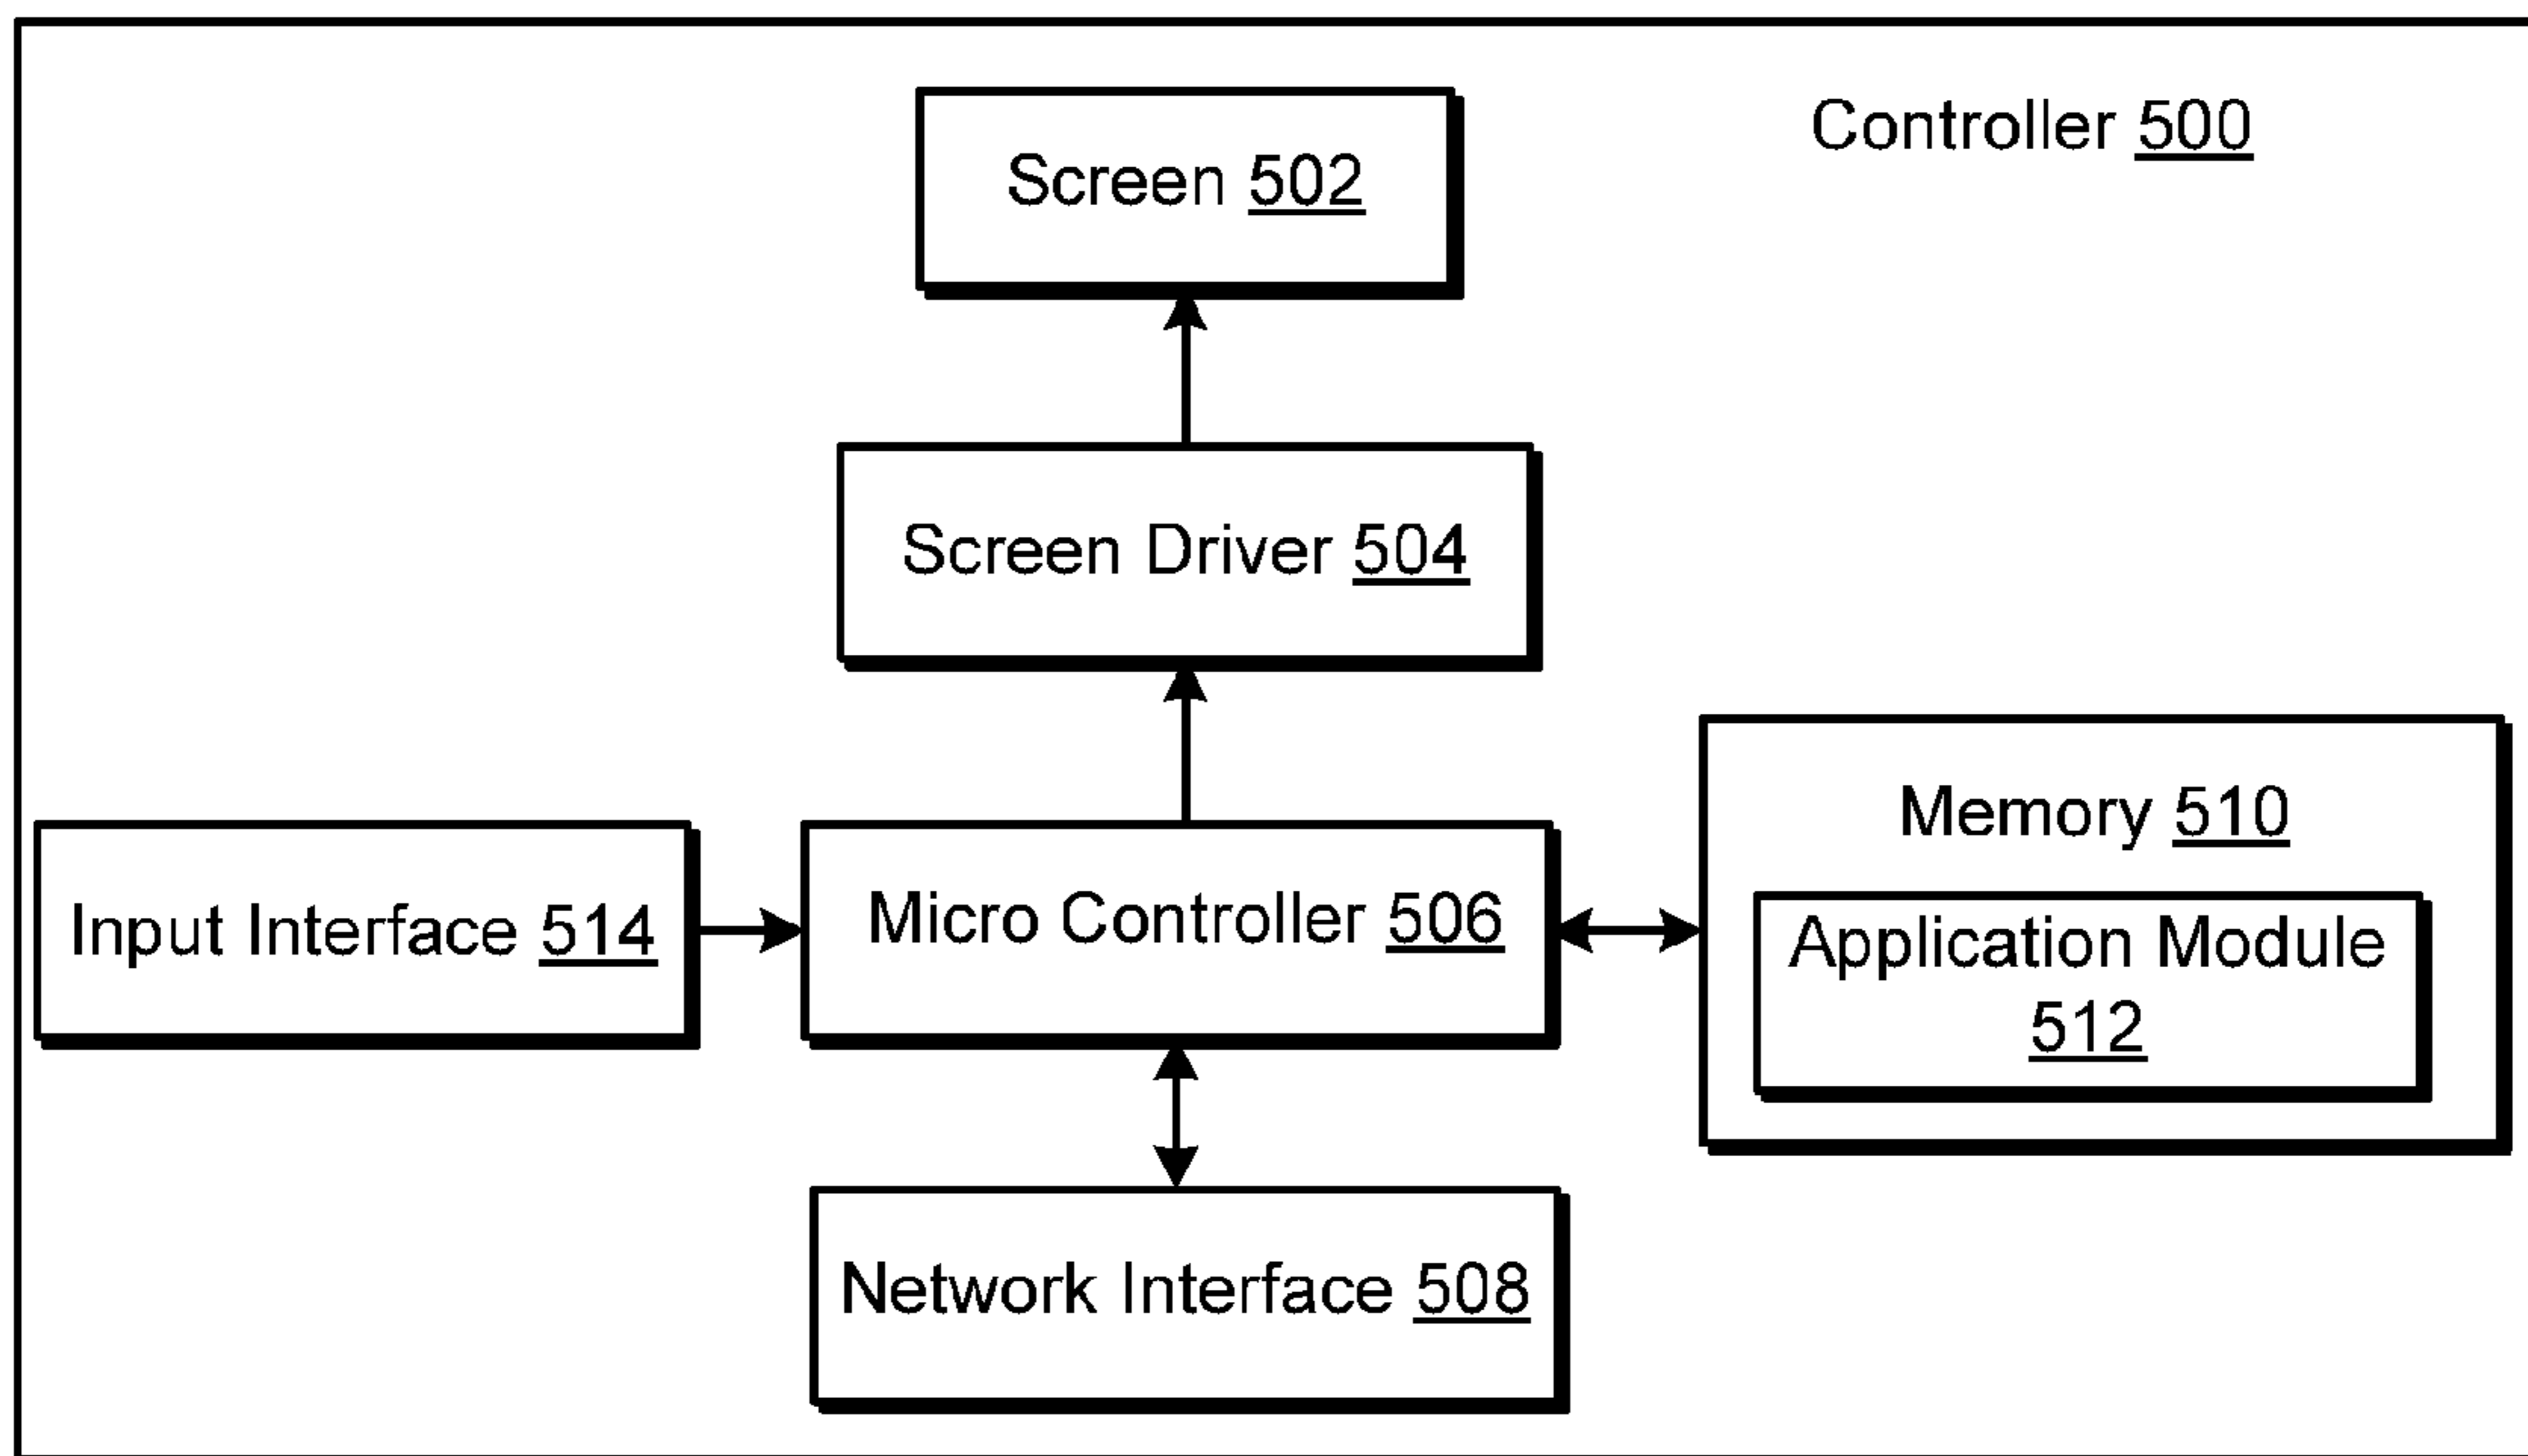 Controller 500
Screen 502
Screen Driver 504
Memory 510
Input Interface 514
Micro Controller 506
Application Module
512
Network Interface 508